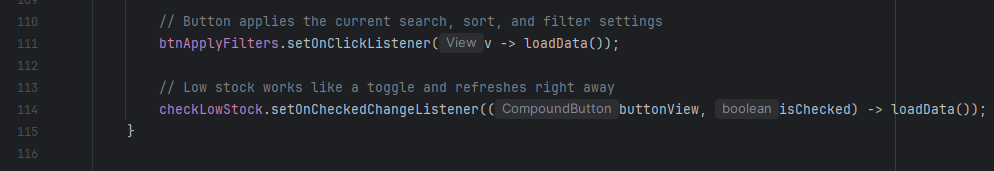 109
110 // Button applies the current search, sort, and filter settings
111 btnApplyFilters.setOnClickListener( View v -> loadData());
112
113 // Low stock works like a toggle and refreshes right away
114 checkLowStock.setOnCheckedChangeListener(( CompoundButton buttonView, boolean isChecked) -> loadData());
115 }
116